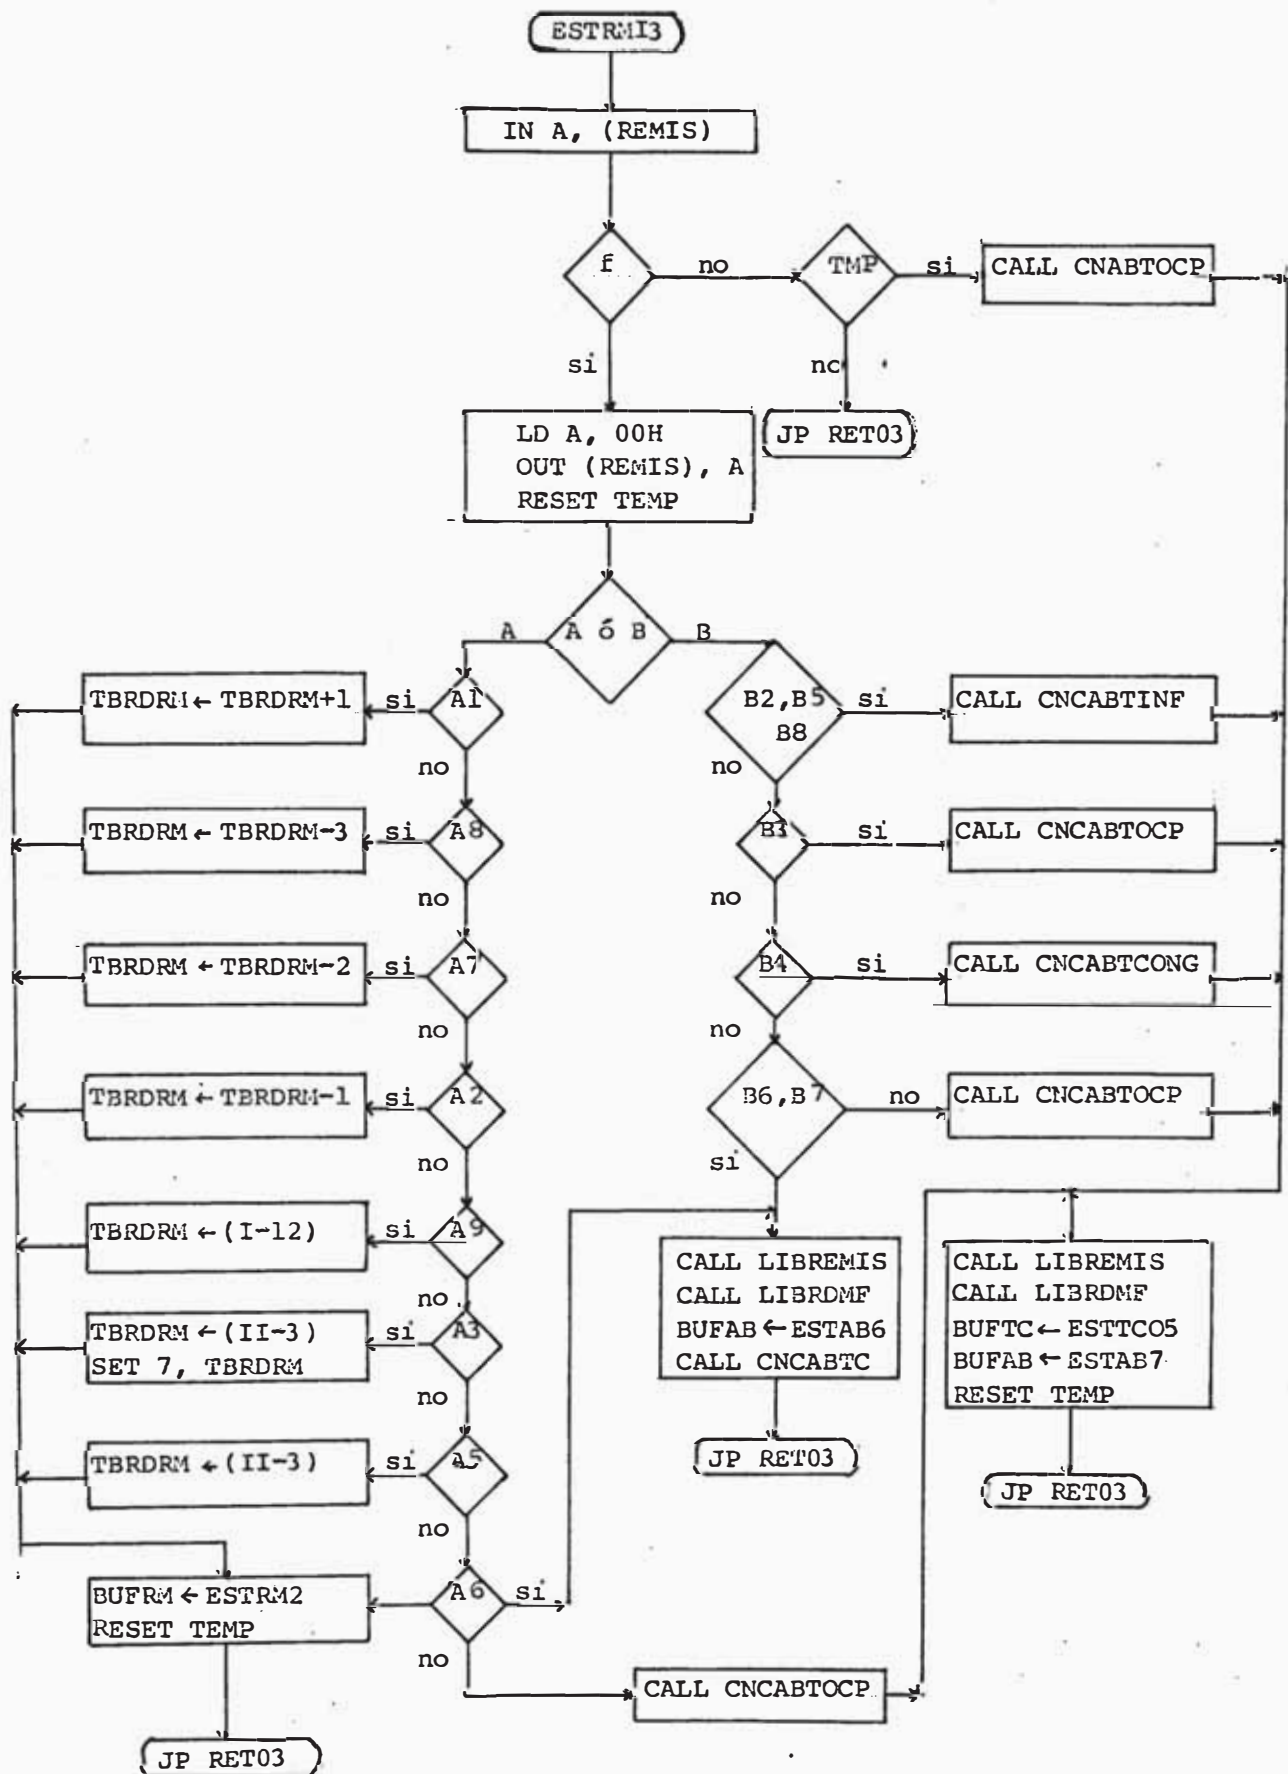 ESTRMI3
IN A, (REMIS)
f
no
TMP
si
CALL CNABTOCP
si
no
LD A, 00H
OUT (REMIS), A
RESET TEMP
JP RET03
A
A ó B
B
TBRDRM ← TBRDRM+1
si
A1
B2, B5
B8
si
CALL CNCABTINF
no
no
TBRDRM ← TBRDRM-3
si
A8
B3
si
CALL CNCABTOCP
no
no
TBRDRM ← TBRDRM-2
si
A7
B4
si
CALL CNCABTCONG
no
no
TBRDRM ← TBRDRM-1
si
A2
B6, B7
no
CALL CNCABTOCP
no
si
TBRDRM ← (I-12)
si
A9
no
CALL LIBREMIS
CALL LIBRDMF
BUFAB ← ESTAB6
CALL CNCABTC
CALL LIBREMIS
CALL LIBRDMF
BUFTC ← ESTTC05
BUFAB ← ESTAB7
RESET TEMP
TBRDRM ← (II-3)
SET 7, TBRDRM
si
A3
no
JP RET03
JP RET03
TBRDRM ← (II-3)
si
A5
no
BUFRM ← ESTRM2
RESET TEMP
A6
si
no
CALL CNCABTOCP
JP RET03